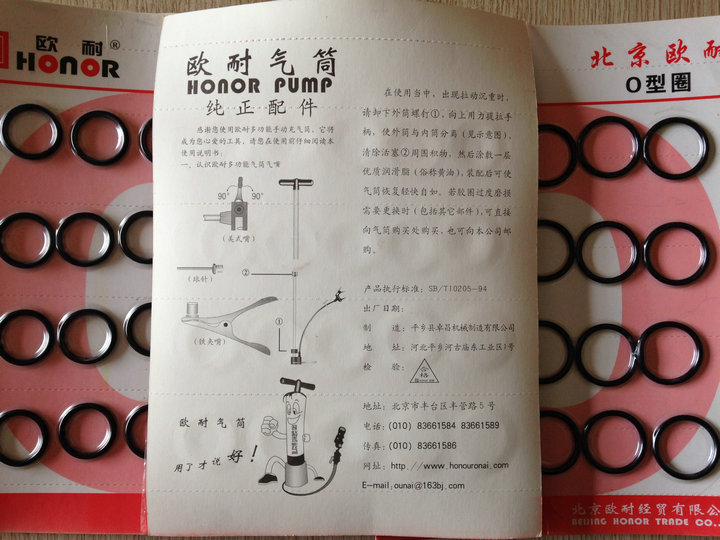 欧耐®
HONOR
欧耐气筒
HONOR PUMP
纯正配件
感谢您使用欧耐多功能手动充气筒，它将
成为您心爱的工具，请您在使用前仔细阅读本
使用说明书：
一、认识欧耐多功能气筒气嘴
90° 90°
(美式嘴)
(球针)
②
(铁夹嘴)
①
欧耐气筒
用了才说好！
在使用当中，出现拉动沉重时，
请卸下外筒螺钉①，向上用力提拉手
柄，使外筒与内筒分离（见示意图），
清除活塞②周围积物，然后涂敷一层
优质润滑脂（俗称黄油），装配后可使
气筒恢复轻快自如。若胶圈过度磨损
需要更换时（包括其它部件），可直接
向气筒购买处购买，也可向本公司邮
购。
产品执行标准：SB/T10205-94
出厂日期：
制造：平乡县卓昌机械制造有限公司
地址：河北平乡河古庙东工业区1号
检验：合格
地址：北京市丰台区丰管路5号
电话：(010) 83661584 83661589
传真：(010) 83661586
网址：http.//www.honouronai.com
E-mail:ounai@163bj.com
北京欧耐
O型圈
北京欧耐经贸有限公
BEIJING HONOR TRADE CO.,